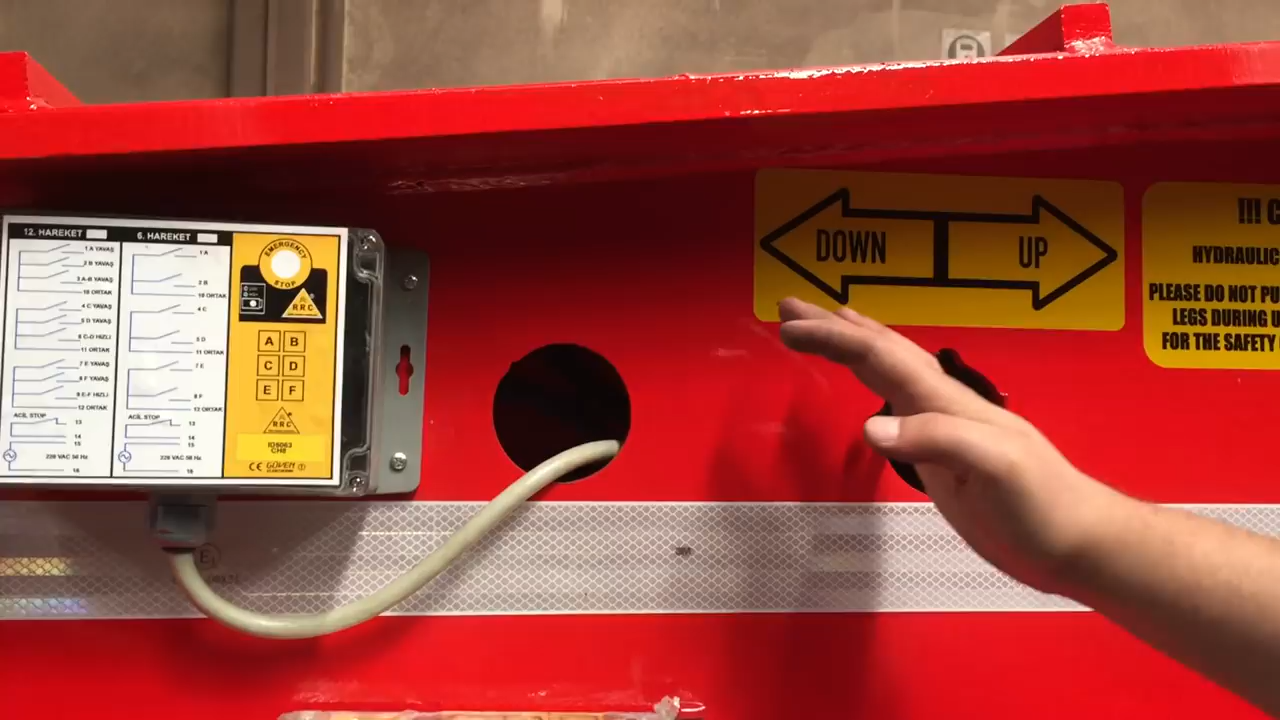 12. HAREKET
1 A YAVAŞ
2 B YAVAŞ
3 A-B YAVAŞ
10 ORTAK
4 C YAVAŞ
5 D YAVAŞ
6 C-D HIZLI
11 ORTAK
7 E YAVAŞ
8 F YAVAŞ
9 E-F HIZLI
12 ORTAK
ACİL STOP
13
14
15
220 VAC 50 Hz
16
6. HAREKET
1 A
2 B
10 ORTAK
4 C
5 D
11 ORTAK
7 E
8 F
12 ORTAK
ACİL STOP
13
14
15
220 VAC 50 Hz
16
EMERGENCY
STOP
RRC
A B
C D
E F
RRC
CE GÜVEN
DOWN
UP
!!!
HYDRAULIC
PLEASE DO NOT
LEGS DURING
FOR THE SAFETY
3M